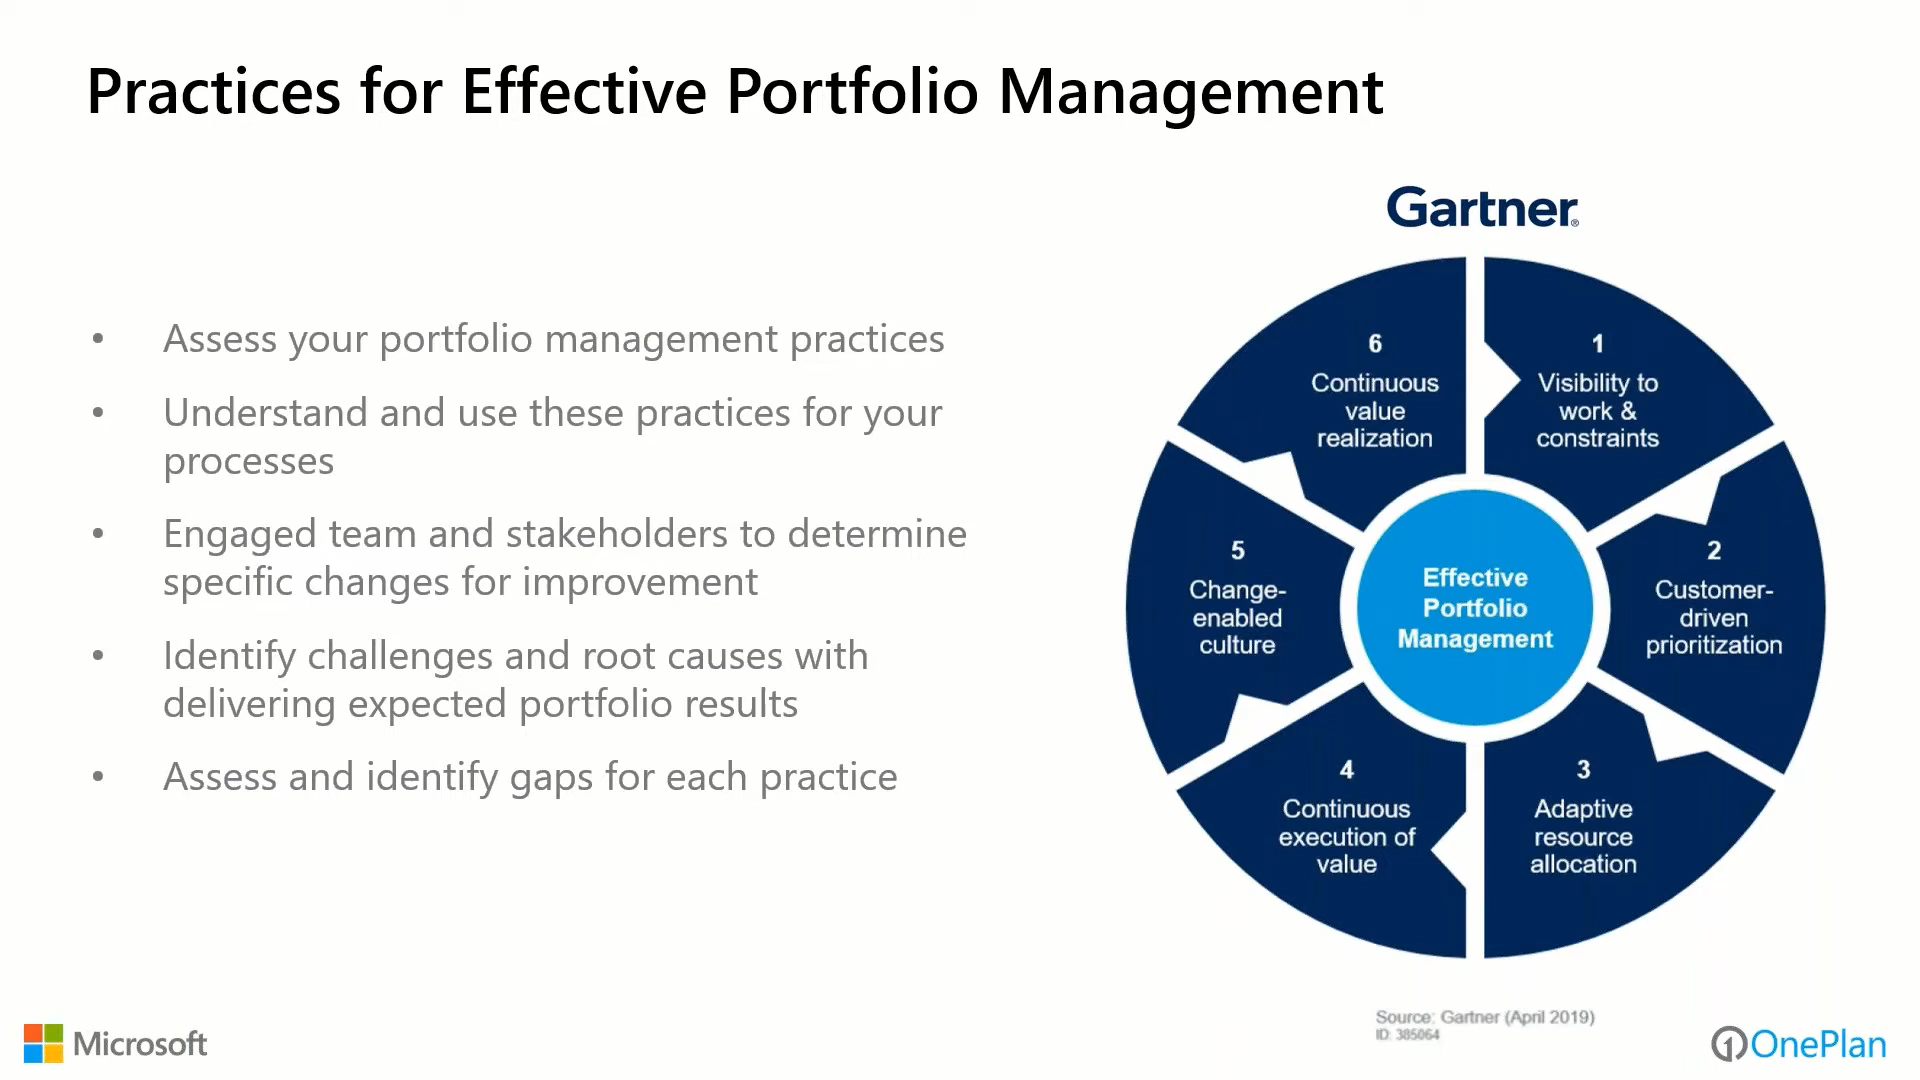 Practices for Effective Portfolio Management
Gartner®
• Assess your portfolio management practices
• Understand and use these practices for your
processes
• Engaged team and stakeholders to determine
specific changes for improvement
• Identify challenges and root causes with
delivering expected portfolio results
• Assess and identify gaps for each practice
1
Visibility to
work &
constraints
2
Customer-
driven
prioritization
3
Adaptive
resource
allocation
4
Continuous
execution of
value
5
Change-
enabled
culture
6
Continuous
value
realization
Effective
Portfolio
Management
Source: Gartner (April 2019)
ID: 385064
Microsoft
OnePlan